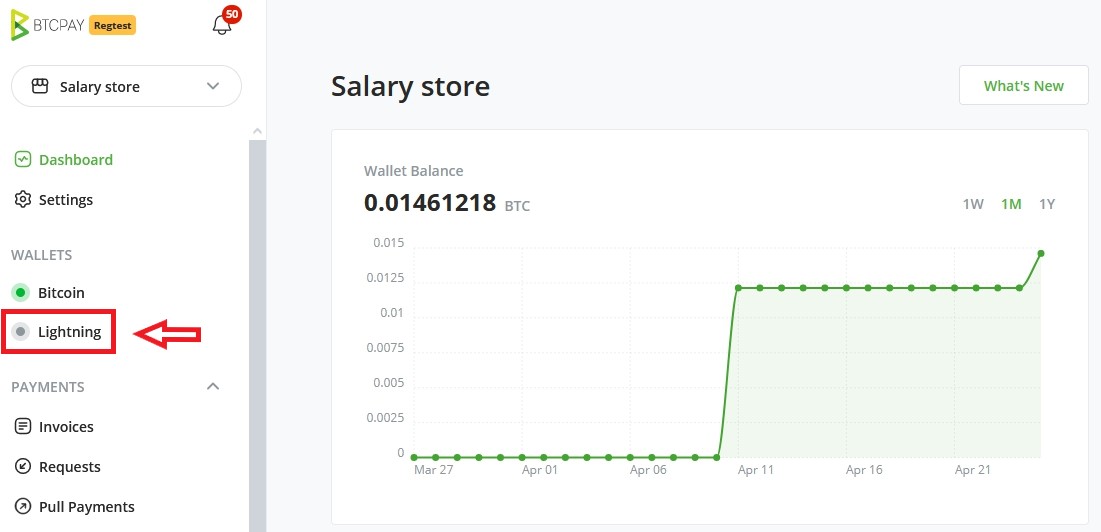 BTCPAY Regtest
50
Salary store
Dashboard
Settings
WALLETS
Bitcoin
Lightning
PAYMENTS
Invoices
Requests
Pull Payments
Salary store
What's New
Wallet Balance
0.01461218 BTC
1W 1M 1Y
0.015
0.0125
0.01
0.0075
0.005
0.0025
0
Mar 27 Apr 01 Apr 06 Apr 11 Apr 16 Apr 21